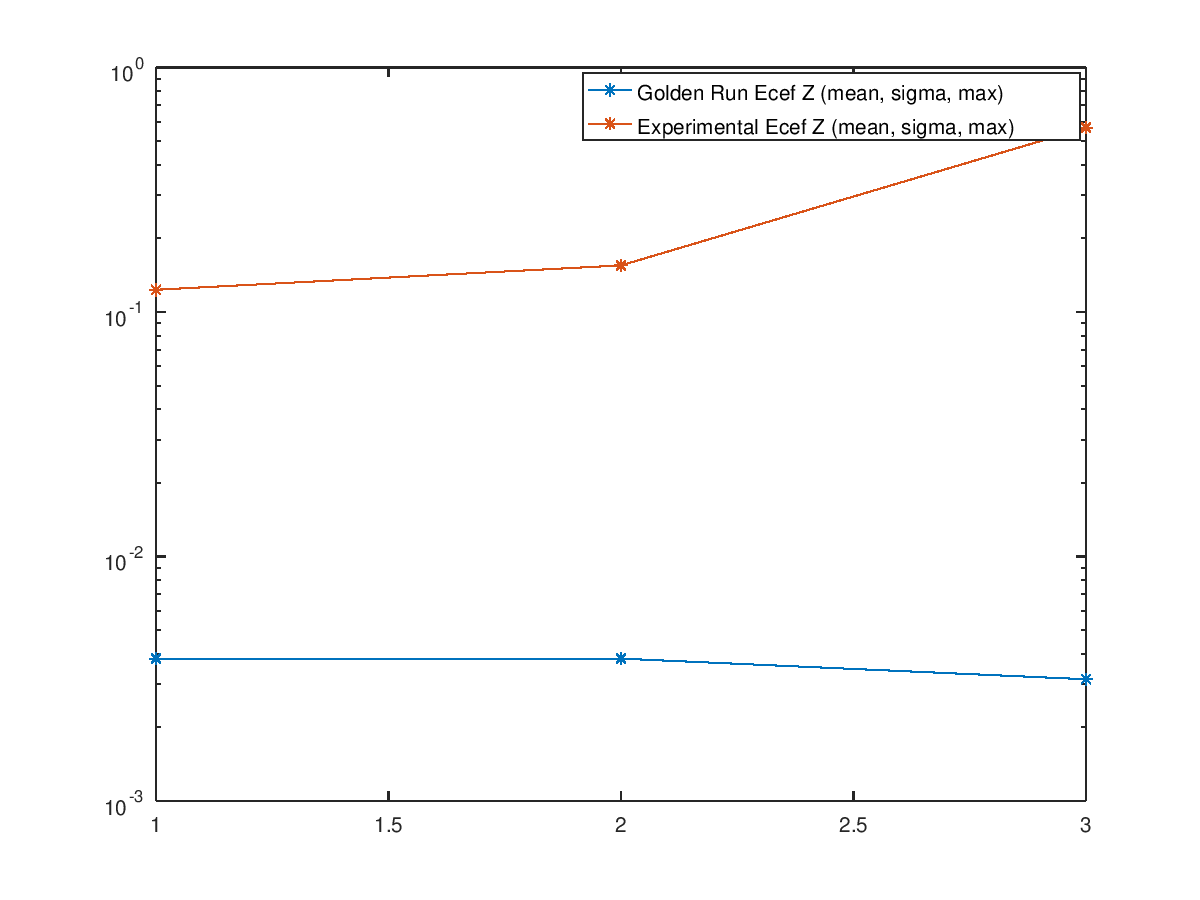 10^0
Golden Run Ecef Z (mean, sigma, max)
Experimental Ecef Z (mean, sigma, max)
10^-1
10^-2
10^-3
1 1.5 2 2.5 3